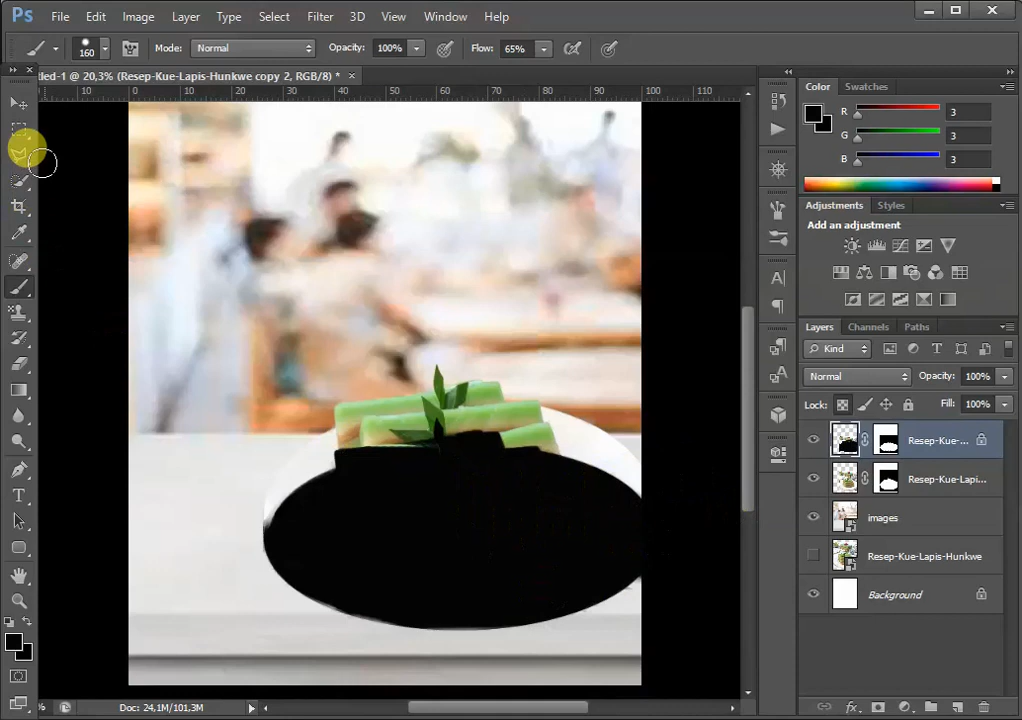 Ps File Edit Image Layer Type Select Filter 3D View Window Help
160 Mode: Normal Opacity: 100% Flow: 65%
tled-1 @ 20,3% (Resep-Kue-Lapis-Hunkwe copy 2, RGB/8) *
10 0 10 20 30 40 50 60 70 80 90 100 110
Color Swatches
R 3
G 3
B 3
Adjustments Styles
Add an adjustment
Layers Channels Paths
Kind
Normal Opacity: 100%
Lock: Fill: 100%
Resep-Kue-...
Resep-Kue-Lapi...
images
Resep-Kue-Lapis-Hunkwe
Background
% Doc: 24,1M/101,3M